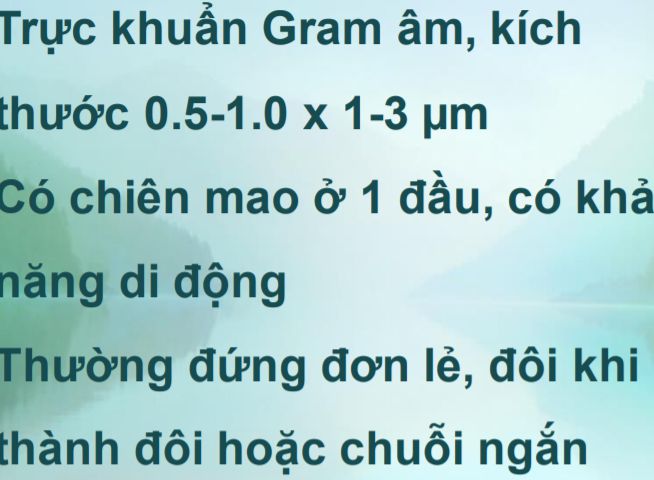 Trực khuẩn Gram âm, kích
thước 0.5-1.0 x 1-3 µm
Có chiên mao ở 1 đầu, có khả
năng di động
Thường đứng đơn lẻ, đôi khi
thành đôi hoặc chuỗi ngắn